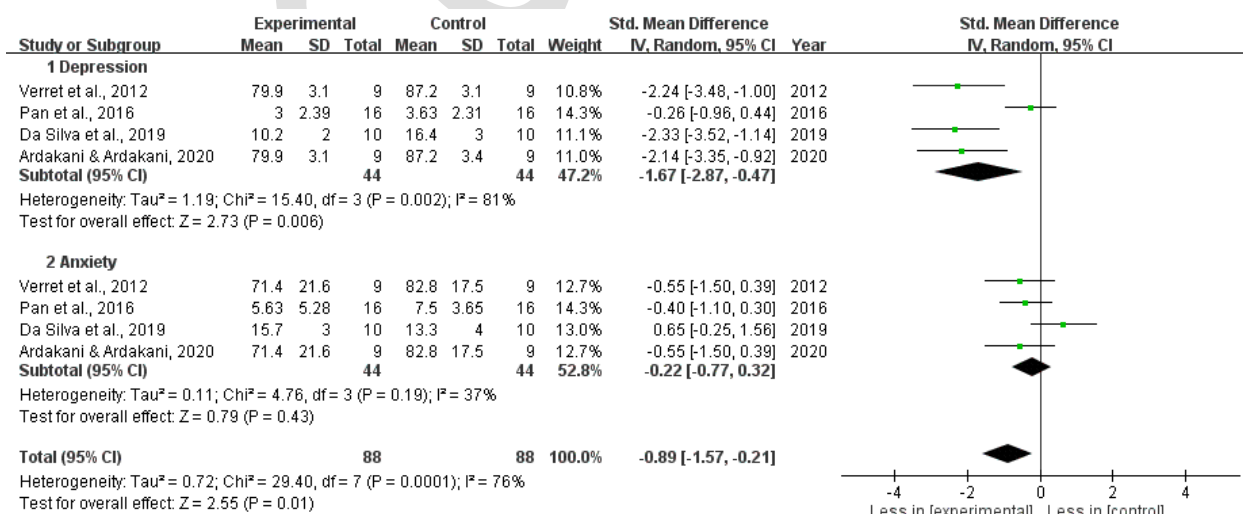 Experimental Control Std. Mean Difference Std. Mean Difference
Study or Subgroup Mean SD Total Mean SD Total Weight IV, Random, 95% CI Year IV, Random, 95% CI
1 Depression
Verret et al., 2012 79.9 3.1 9 87.2 3.1 9 10.8% -2.24 [-3.48, -1.00] 2012
Pan et al., 2016 3 2.39 16 3.63 2.31 16 14.3% -0.26 [-0.96, 0.44] 2016
Da Silva et al., 2019 10.2 2 10 16.4 3 10 11.1% -2.33 [-3.52, -1.14] 2019
Ardakani & Ardakani, 2020 79.9 3.1 9 87.2 3.4 9 11.0% -2.14 [-3.35, -0.92] 2020
Subtotal (95% CI) 44 44 47.2% -1.67 [-2.87, -0.47]
Heterogeneity: Tau² = 1.19; Chi² = 15.40, df = 3 (P = 0.002); I² = 81%
Test for overall effect: Z = 2.73 (P = 0.006)
2 Anxiety
Verret et al., 2012 71.4 21.6 9 82.8 17.5 9 12.7% -0.55 [-1.50, 0.39] 2012
Pan et al., 2016 5.63 5.28 16 7.5 3.65 16 14.3% -0.40 [-1.10, 0.30] 2016
Da Silva et al., 2019 15.7 3 10 13.3 4 10 13.0% 0.65 [-0.25, 1.56] 2019
Ardakani & Ardakani, 2020 71.4 21.6 9 82.8 17.5 9 12.7% -0.55 [-1.50, 0.39] 2020
Subtotal (95% CI) 44 44 52.8% -0.22 [-0.77, 0.32]
Heterogeneity: Tau² = 0.11; Chi² = 4.76, df = 3 (P = 0.19); I² = 37%
Test for overall effect: Z = 0.79 (P = 0.43)
Total (95% CI) 88 88 100.0% -0.89 [-1.57, -0.21]
Heterogeneity: Tau² = 0.72; Chi² = 29.40, df = 7 (P = 0.0001); I² = 76%
Test for overall effect: Z = 2.55 (P = 0.01)
-4 -2 0 2 4
Less in [experimental] Less in [control]